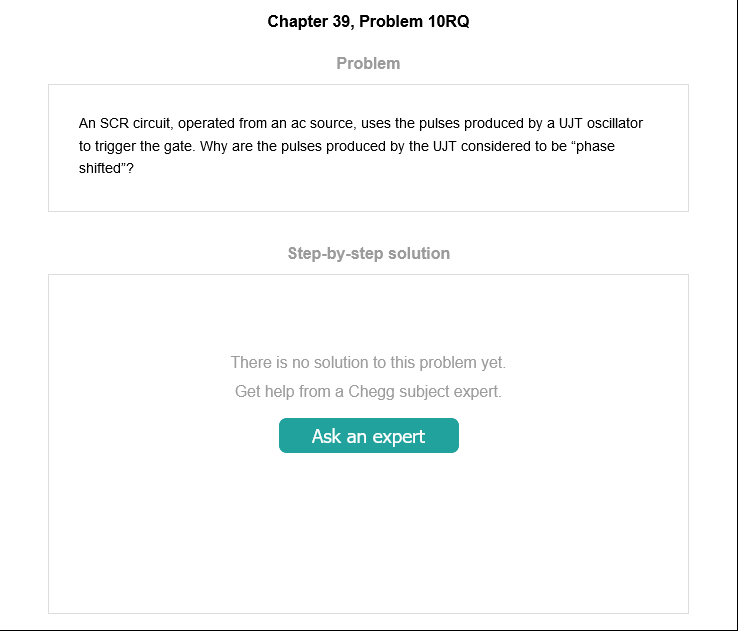 Chapter 39, Problem 10RQ
Problem
An SCR circuit, operated from an ac source, uses the pulses produced by a UJT oscillator
to trigger the gate. Why are the pulses produced by the UJT considered to be “phase
shifted”?
Step-by-step solution
There is no solution to this problem yet.
Get help from a Chegg subject expert.
Ask an expert